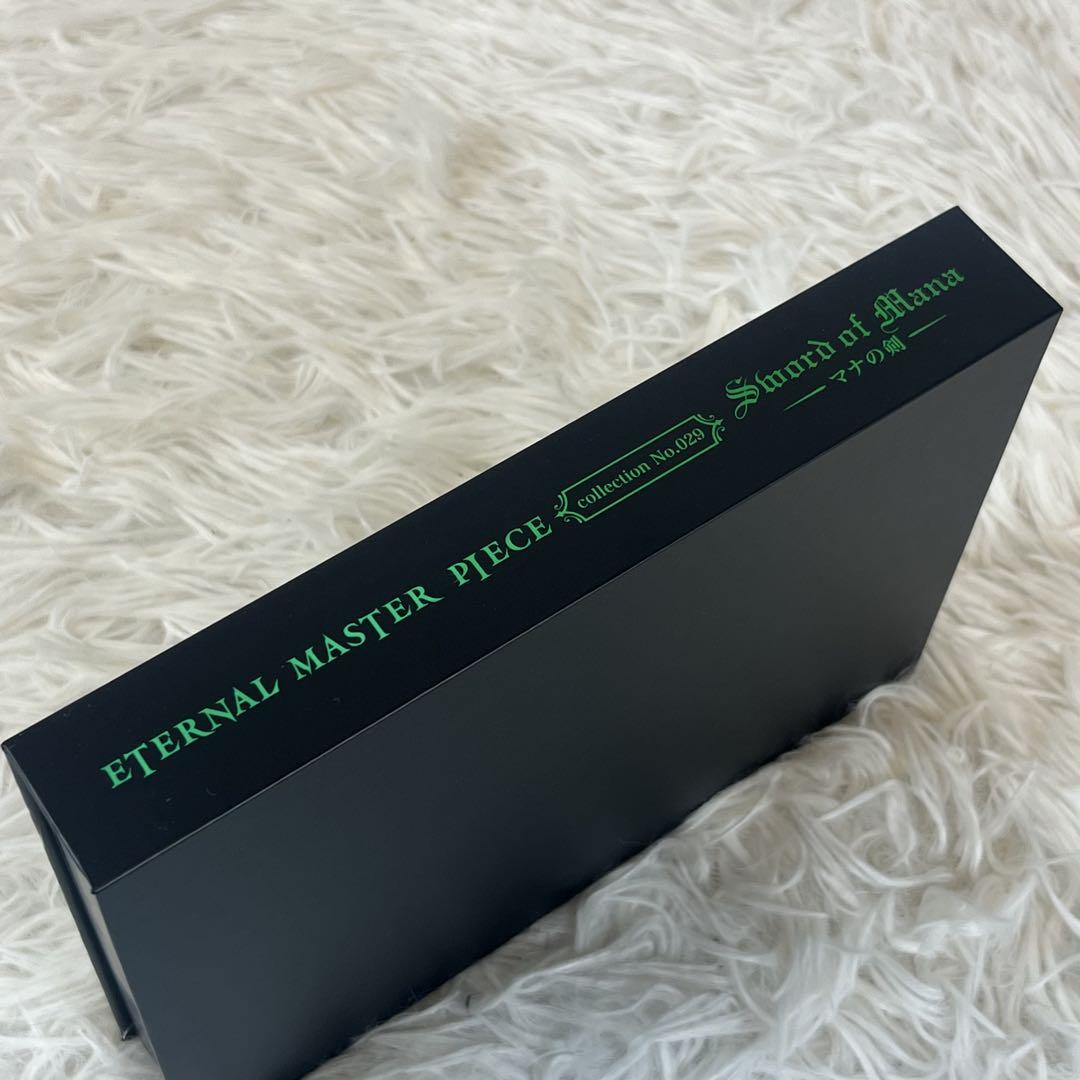 ETERNAL MASTER PIECE
collection No.029
Sword of Mana
マナの剣